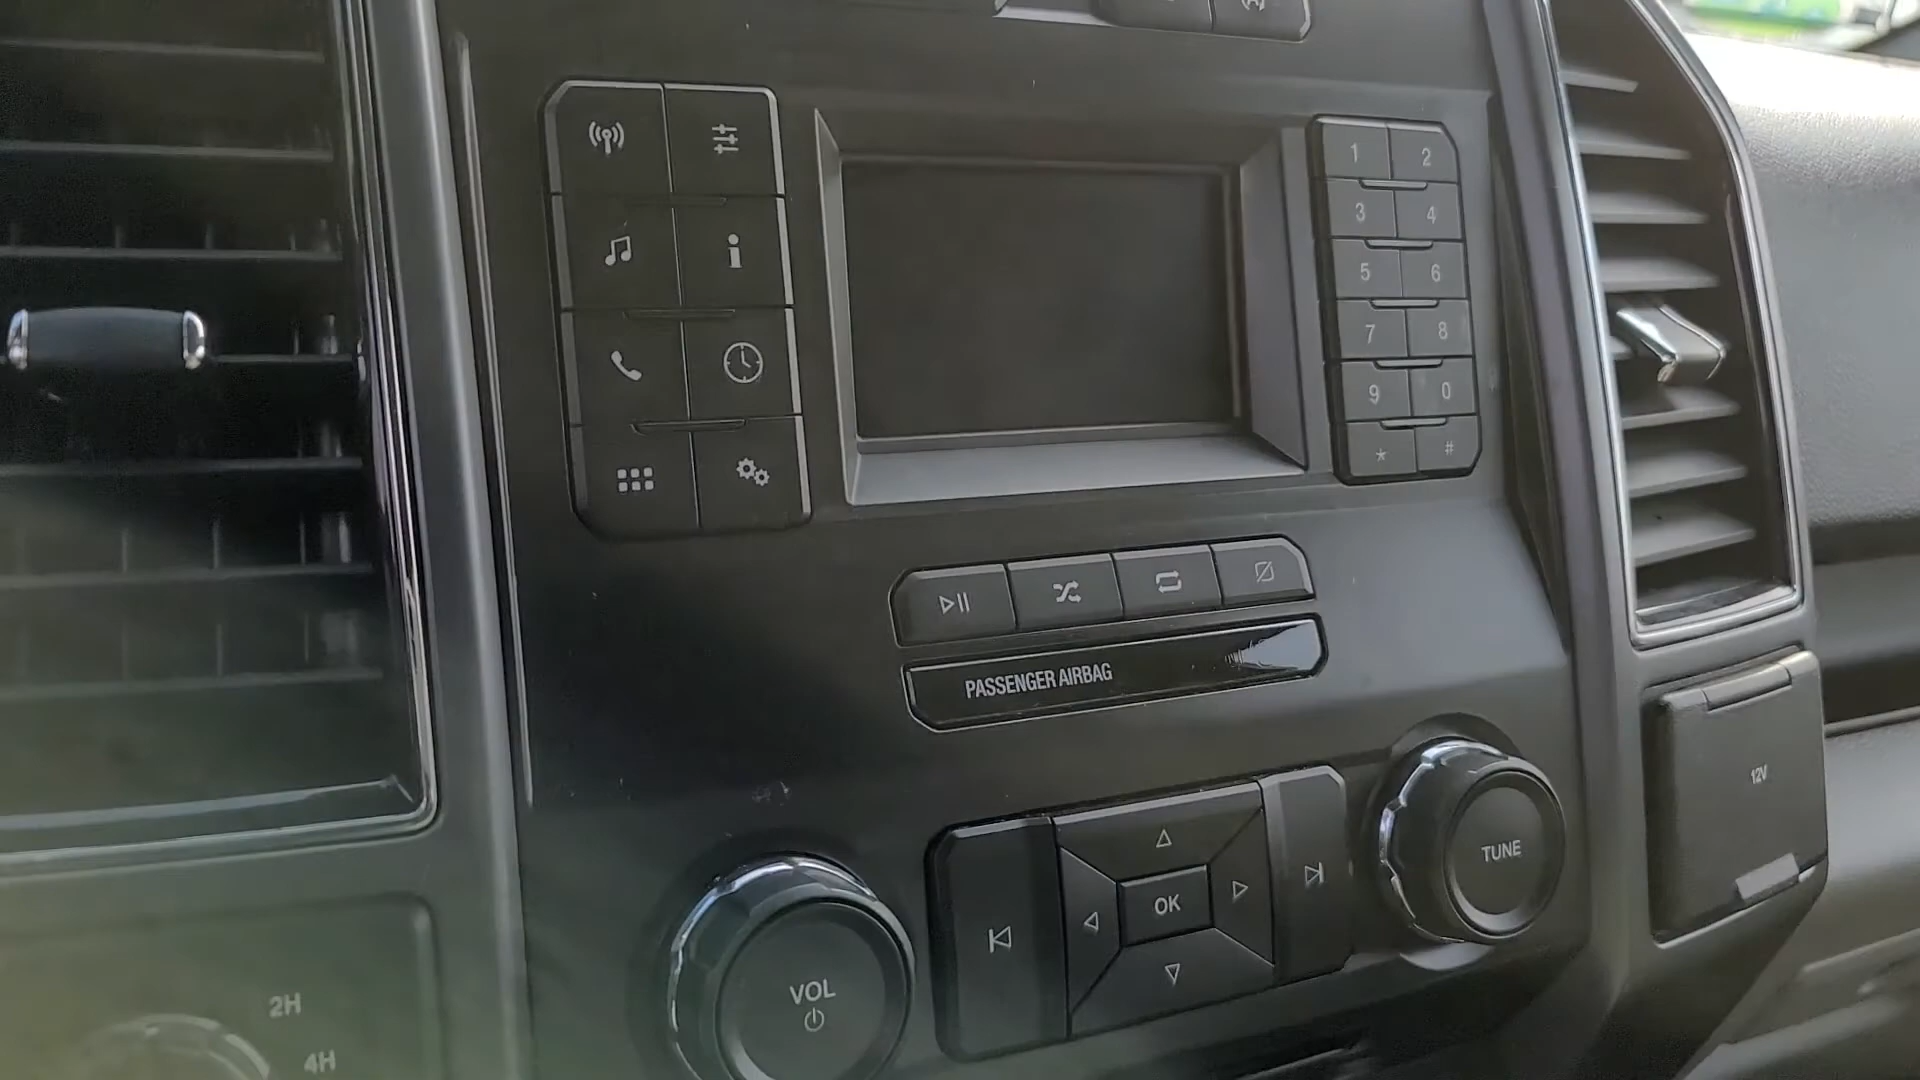 1 2
3 4
5 6
7 8
9 0
* #
PASSENGER AIRBAG
12V
TUNE
OK
VOL
2H
4H